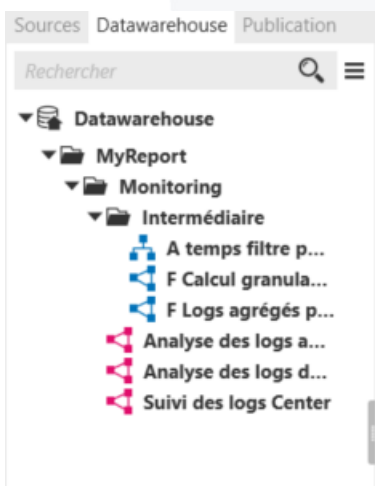 Sources Datawarehouse Publication
Rechercher
Datawarehouse
MyReport
Monitoring
Intermédiaire
A temps filtre p...
F Calcul granula...
F Logs agrégés p...
Analyse des logs a...
Analyse des logs d...
Suivi des logs Center